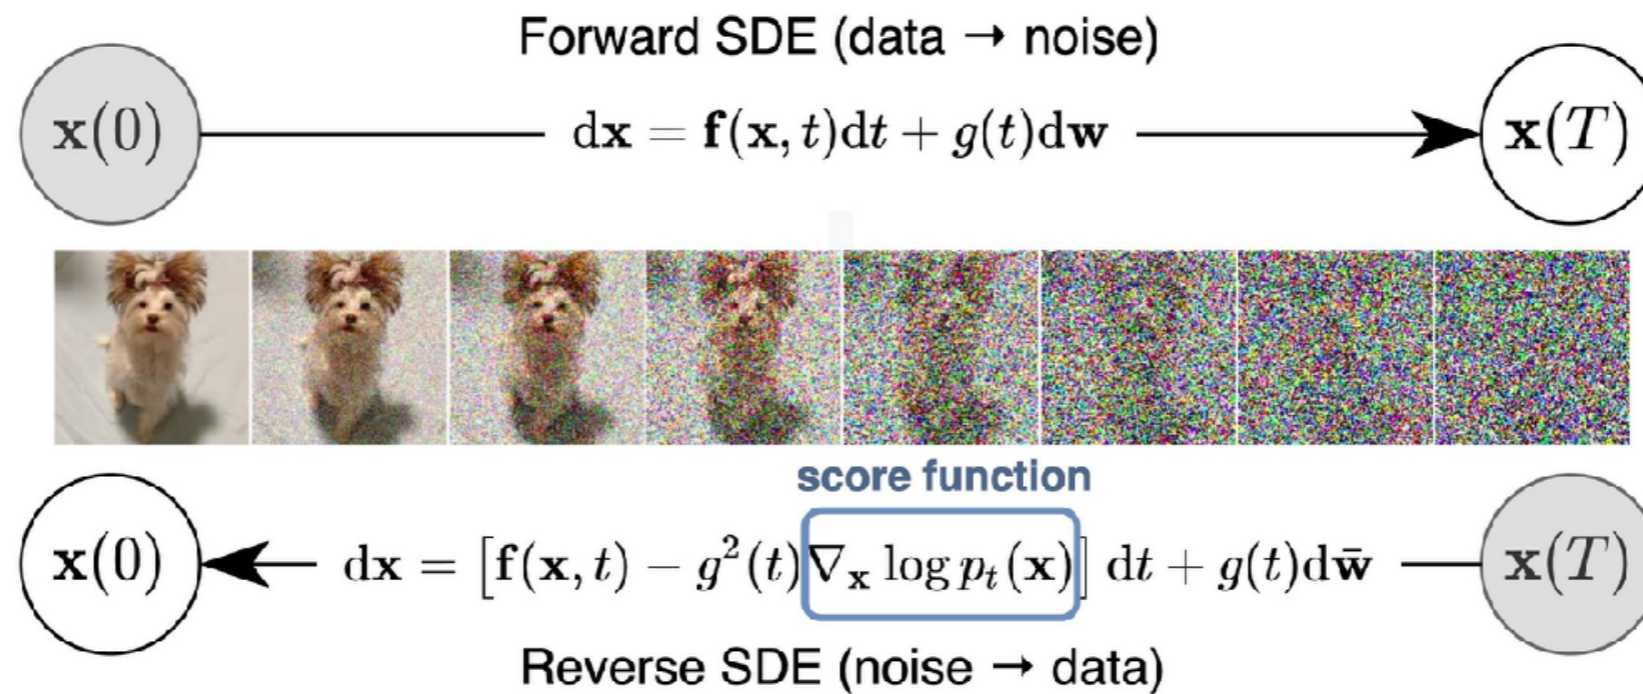 Forward SDE (data → noise)
x(0) dx = f(x, t)dt + g(t)dw x(T)
score function
x(0) dx = [f(x, t) − g²(t)∇ₓ log pₜ(x)] dt + g(t)dw̄ x(T)
Reverse SDE (noise → data)